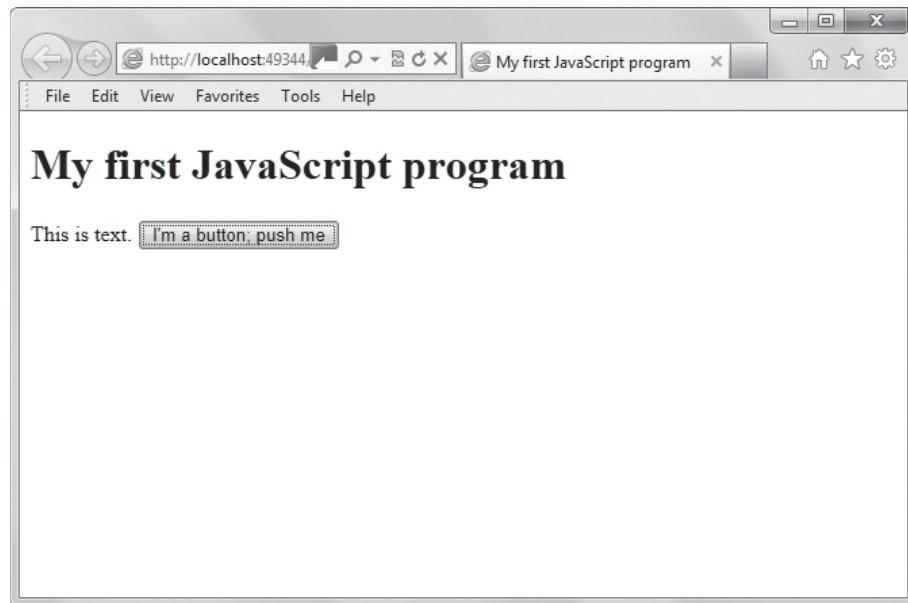 http://localhost:49344
My first JavaScript program
File Edit View Favorites Tools Help
My first JavaScript program
This is text. I'm a button; push me